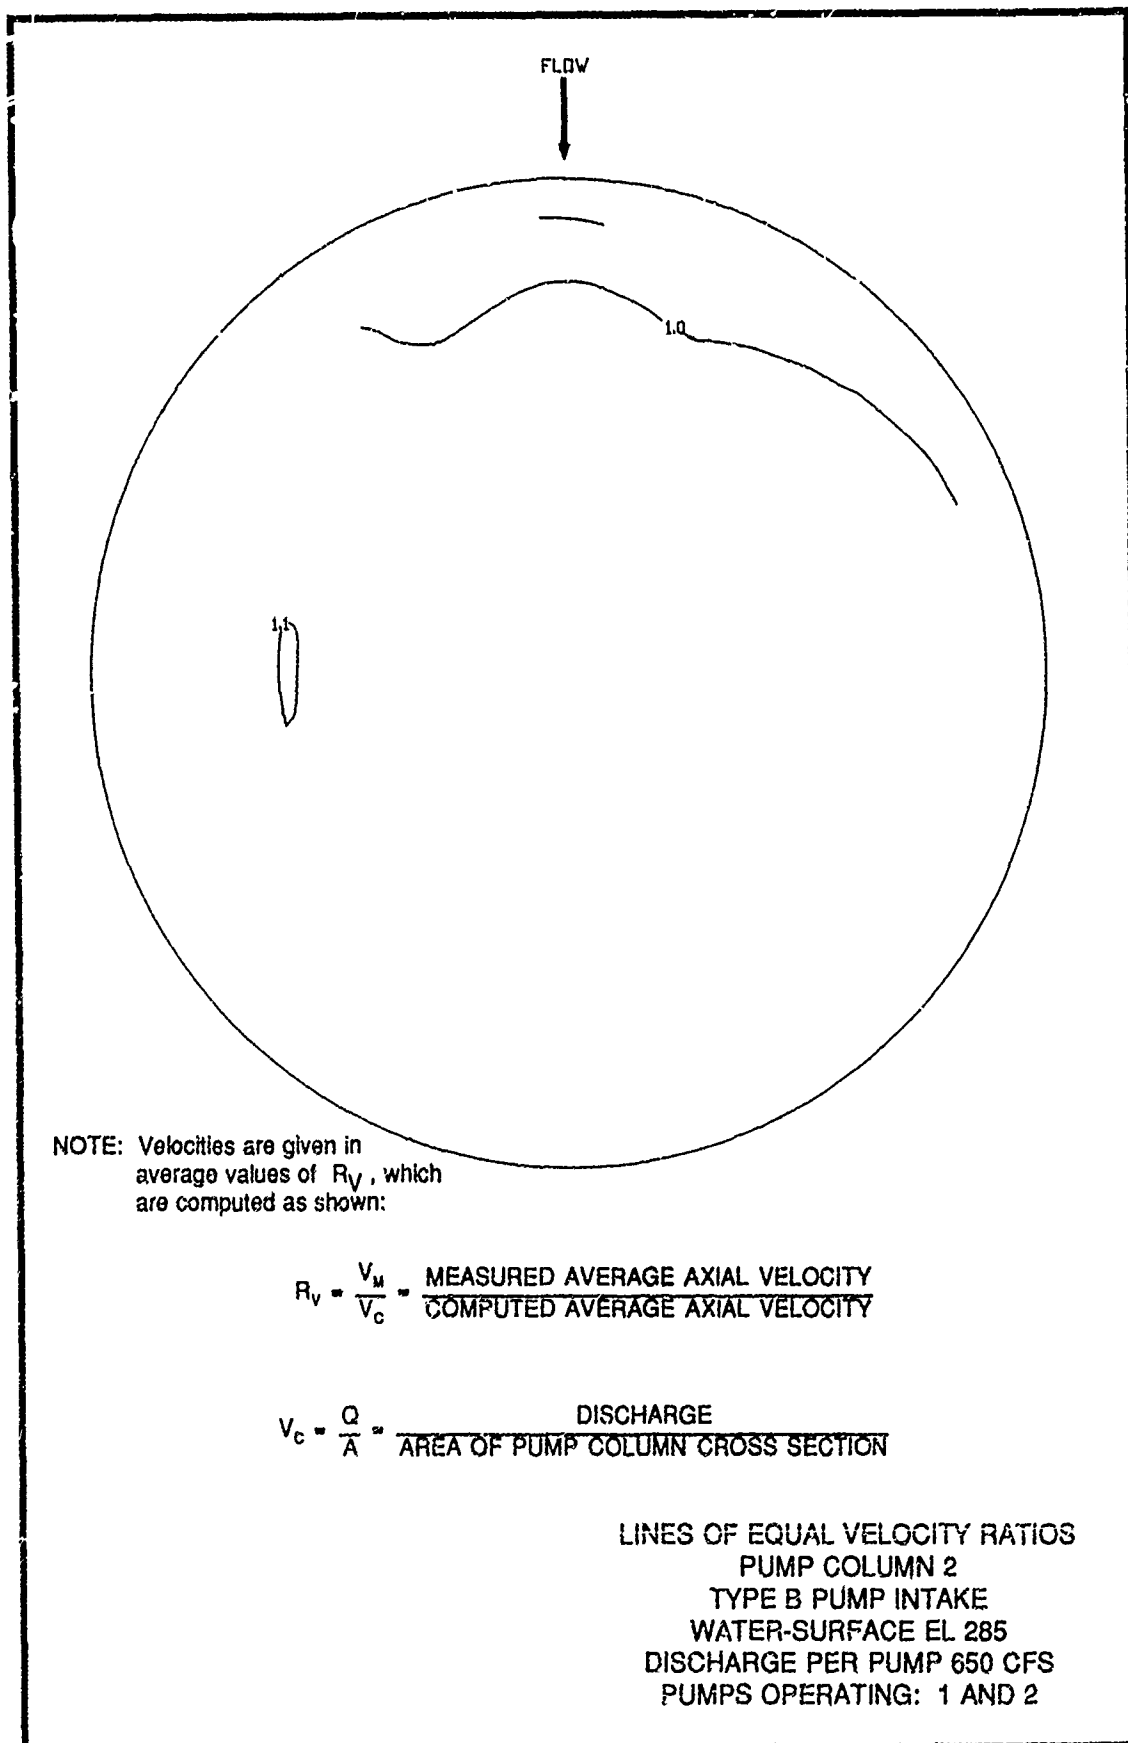 FLOW
1.0
1.1
NOTE: Velocities are given in
average values of R_V, which
are computed as shown:
R_V = V_M / V_C = MEASURED AVERAGE AXIAL VELOCITY / COMPUTED AVERAGE AXIAL VELOCITY
V_C = Q / A = DISCHARGE / AREA OF PUMP COLUMN CROSS SECTION
LINES OF EQUAL VELOCITY RATIOS
PUMP COLUMN 2
TYPE B PUMP INTAKE
WATER-SURFACE EL 285
DISCHARGE PER PUMP 650 CFS
PUMPS OPERATING: 1 AND 2